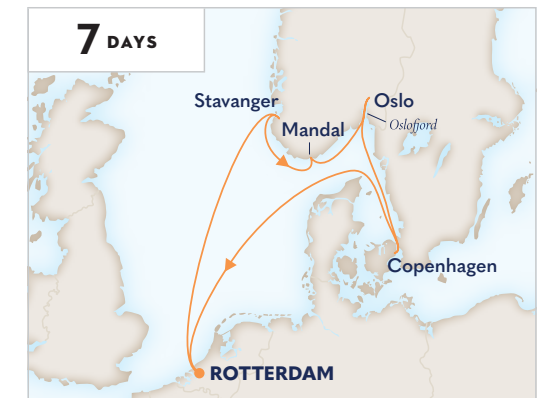 7 DAYS
Stavanger
Oslo
Oslofjord
Mandal
Copenhagen
ROTTERDAM